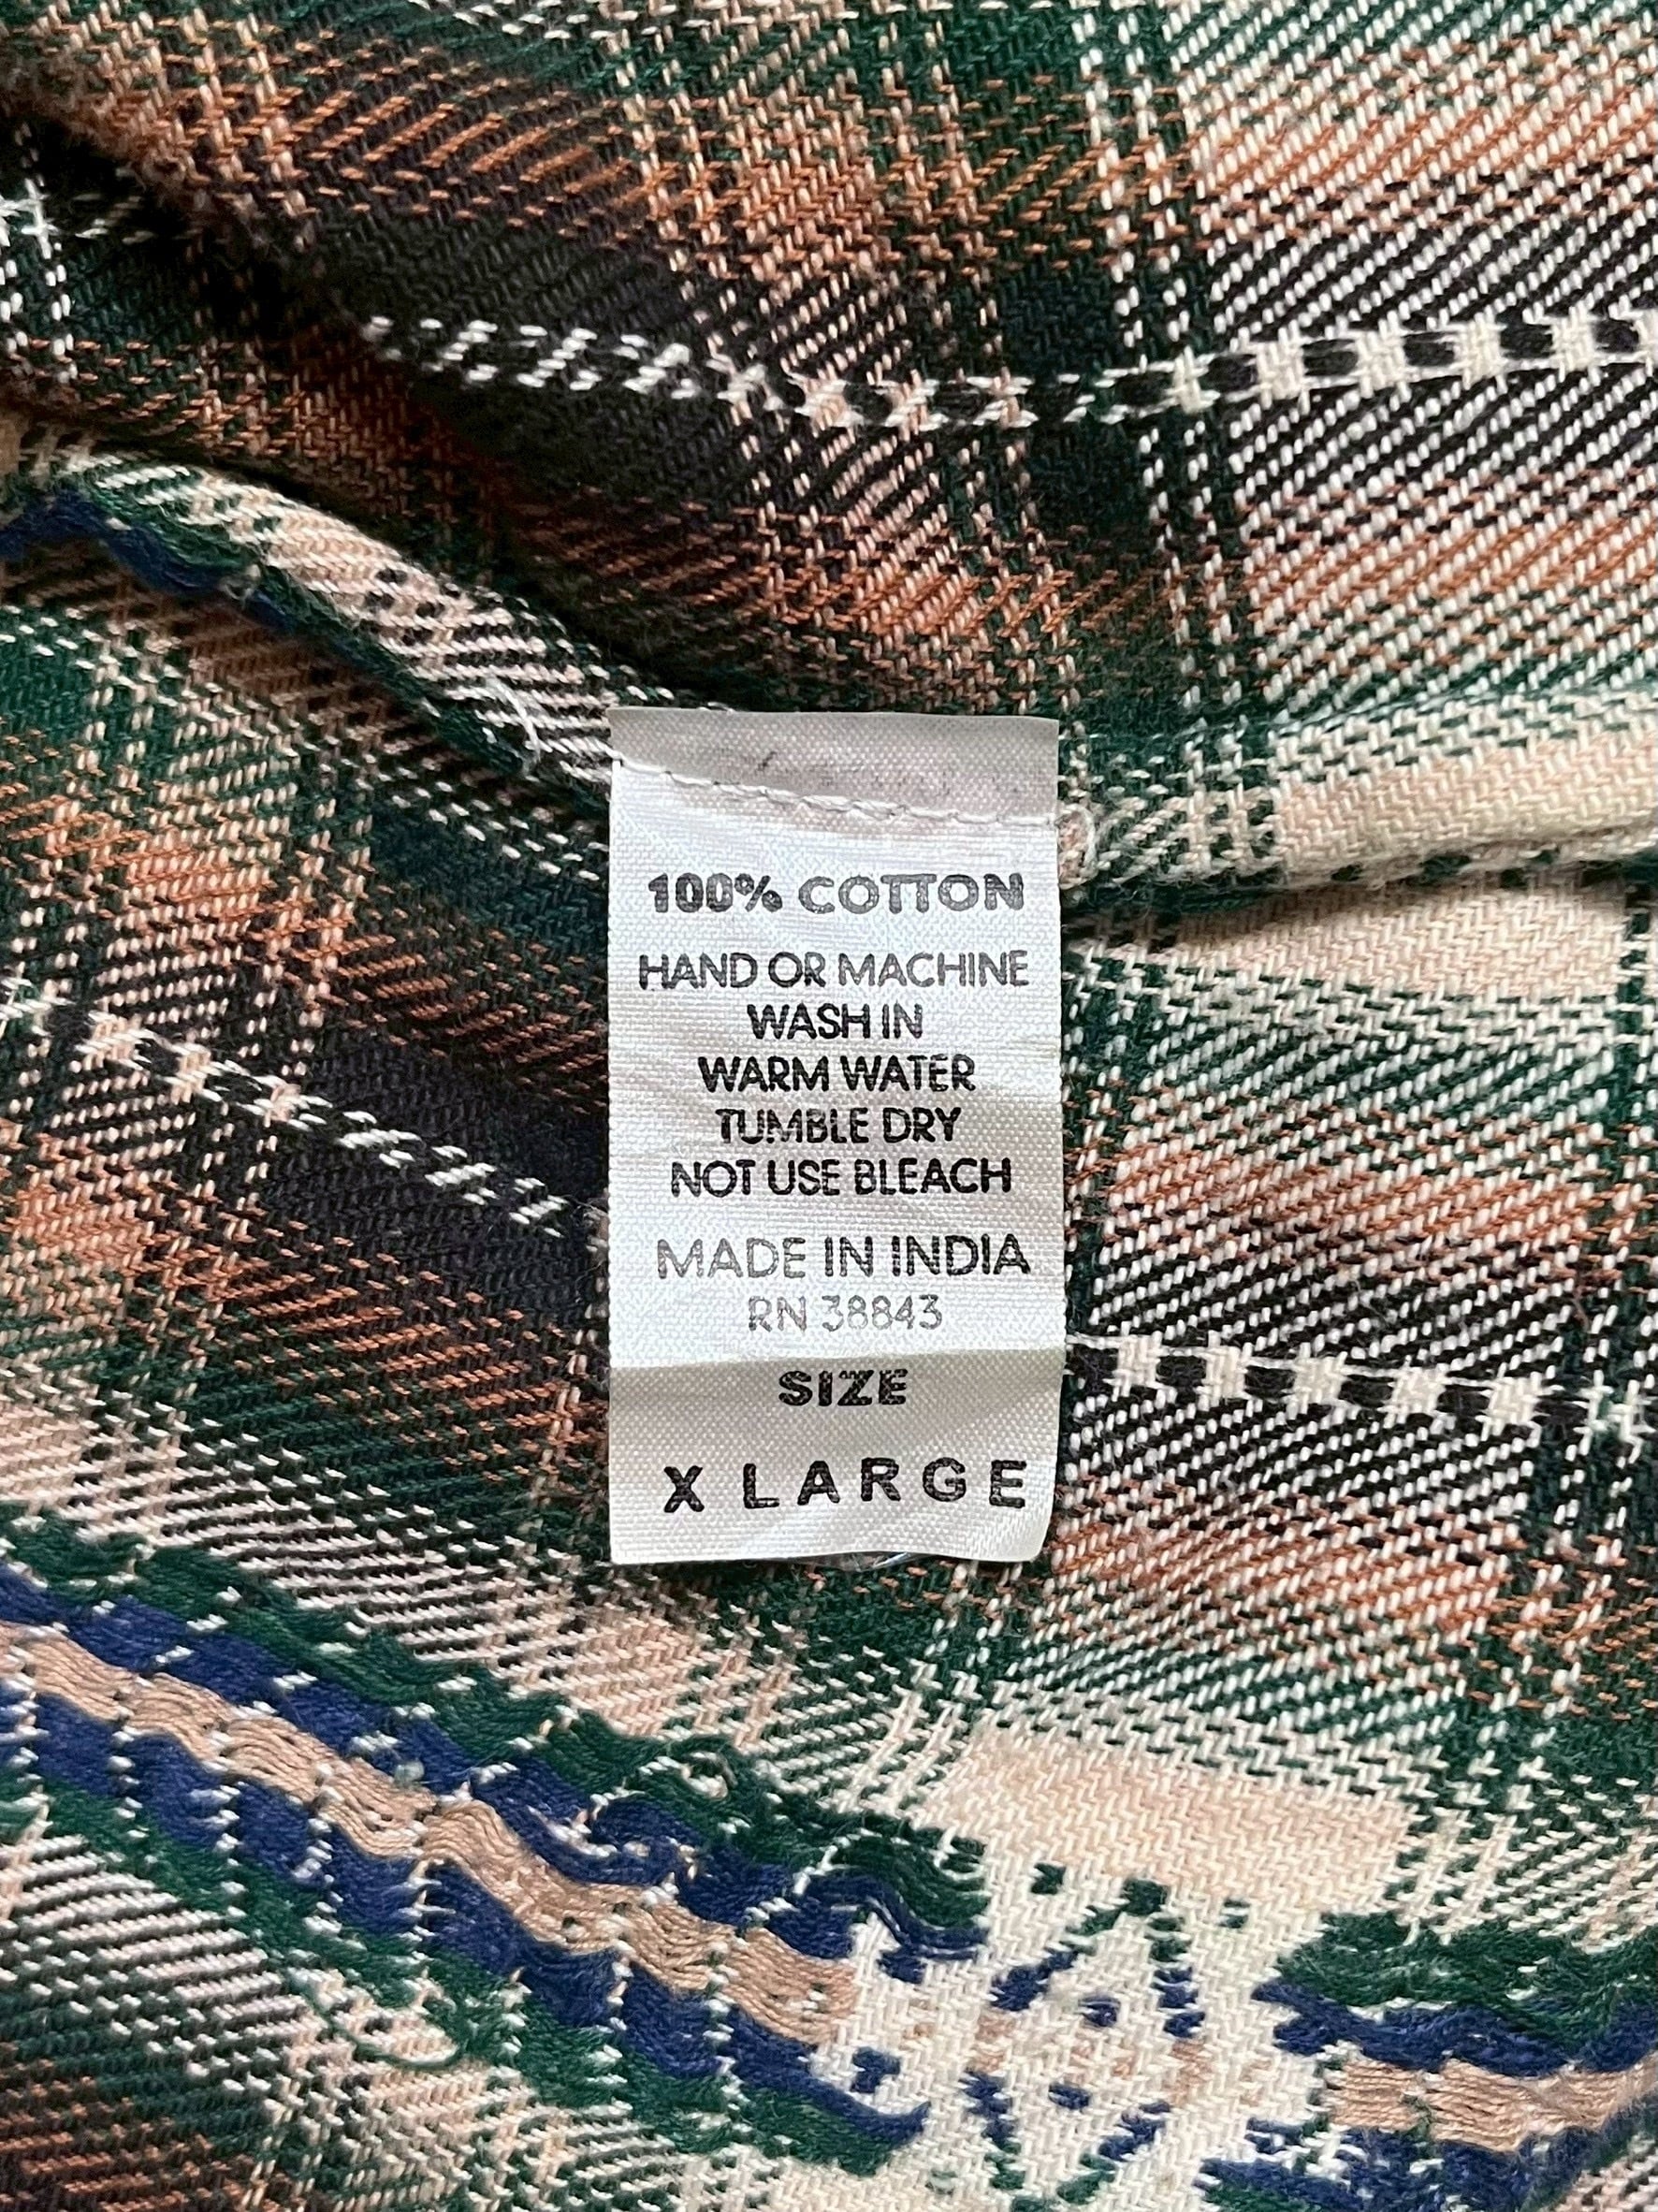 100% COTTON
HAND OR MACHINE
WASH IN
WARM WATER
TUMBLE DRY
NOT USE BLEACH
MADE IN INDIA
RN 38843
SIZE
X LARGE